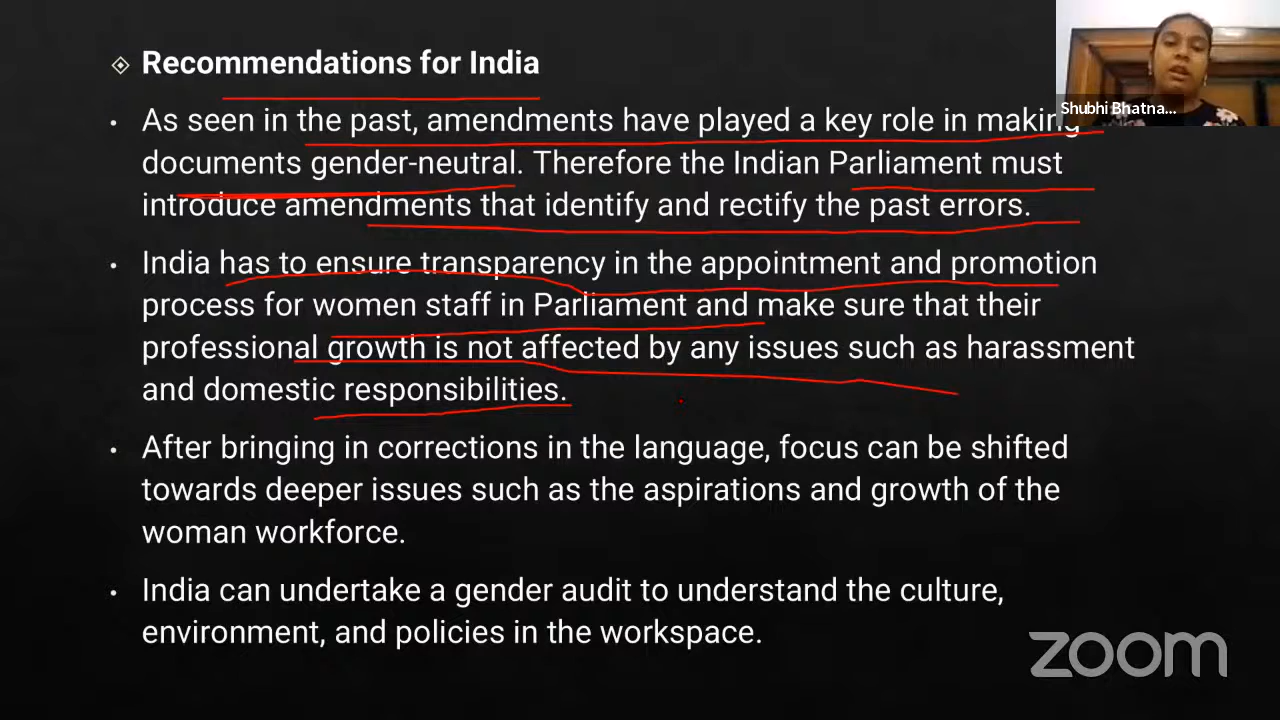 Recommendations for India
Shubhi Bhatna...
As seen in the past, amendments have played a key role in making
documents gender-neutral. Therefore the Indian Parliament must
introduce amendments that identify and rectify the past errors.
India has to ensure transparency in the appointment and promotion
process for women staff in Parliament and make sure that their
professional growth is not affected by any issues such as harassment
and domestic responsibilities.
After bringing in corrections in the language, focus can be shifted
towards deeper issues such as the aspirations and growth of the
woman workforce.
India can undertake a gender audit to understand the culture,
environment, and policies in the workspace.
zoom